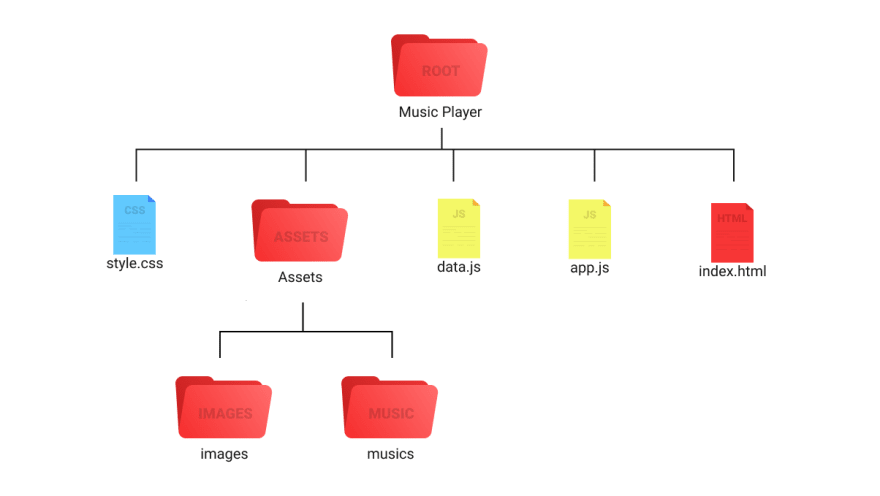 ROOT
Music Player
CSS
style.css
ASSETS
Assets
JS
data.js
JS
app.js
HTML
index.html
IMAGES
images
MUSIC
musics